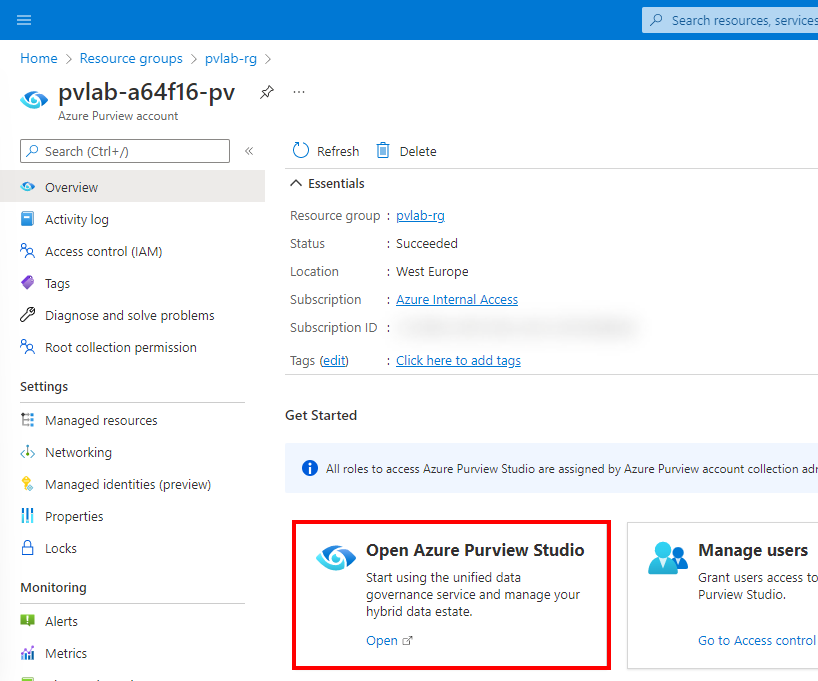 Search resources, services
Home > Resource groups > pvlab-rg >
pvlab-a64f16-pv
Azure Purview account
Search (Ctrl+/)
Overview
Activity log
Access control (IAM)
Tags
Diagnose and solve problems
Root collection permission
Settings
Managed resources
Networking
Managed identities (preview)
Properties
Locks
Monitoring
Alerts
Metrics
Refresh
Delete
Essentials
Resource group : pvlab-rg
Status : Succeeded
Location : West Europe
Subscription : Azure Internal Access
Subscription ID :
Tags (edit) : Click here to add tags
Get Started
All roles to access Azure Purview Studio are assigned by Azure Purview account collection adm
Open Azure Purview Studio
Start using the unified data
governance service and manage your
hybrid data estate.
Open
Manage users
Grant users access to
Purview Studio.
Go to Access control